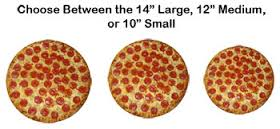 Choose Between the 14” Large, 12” Medium,
or 10” Small